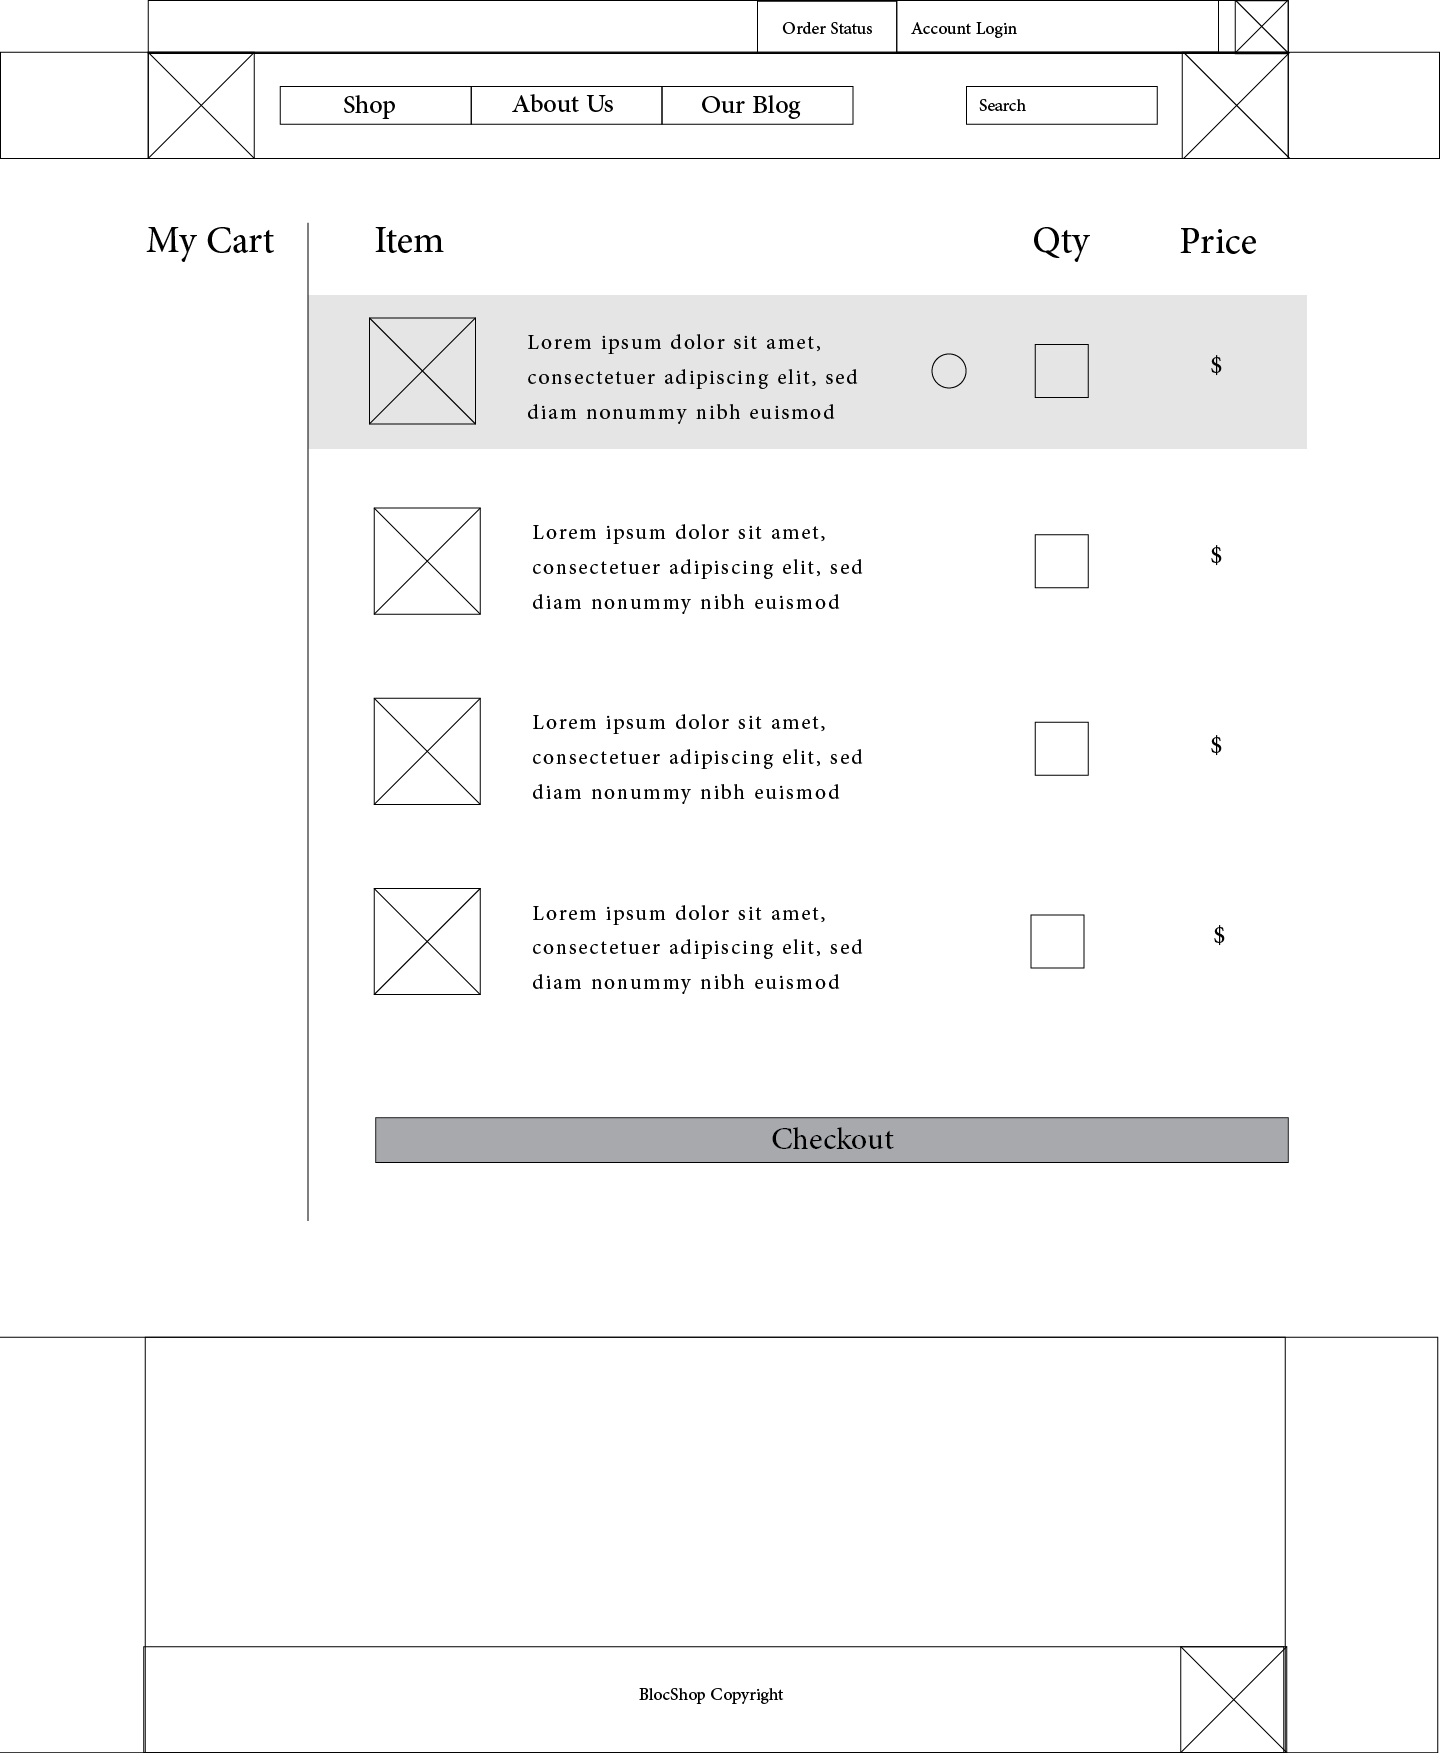 Order Status
Account Login
Shop
About Us
Our Blog
Search
My Cart
Item
Qty
Price
Lorem ipsum dolor sit amet,
consectetuer adipiscing elit, sed
diam nonummy nibh euismod
$
Lorem ipsum dolor sit amet,
consectetuer adipiscing elit, sed
diam nonummy nibh euismod
$
Lorem ipsum dolor sit amet,
consectetuer adipiscing elit, sed
diam nonummy nibh euismod
$
Lorem ipsum dolor sit amet,
consectetuer adipiscing elit, sed
diam nonummy nibh euismod
$
Checkout
BlocShop Copyright